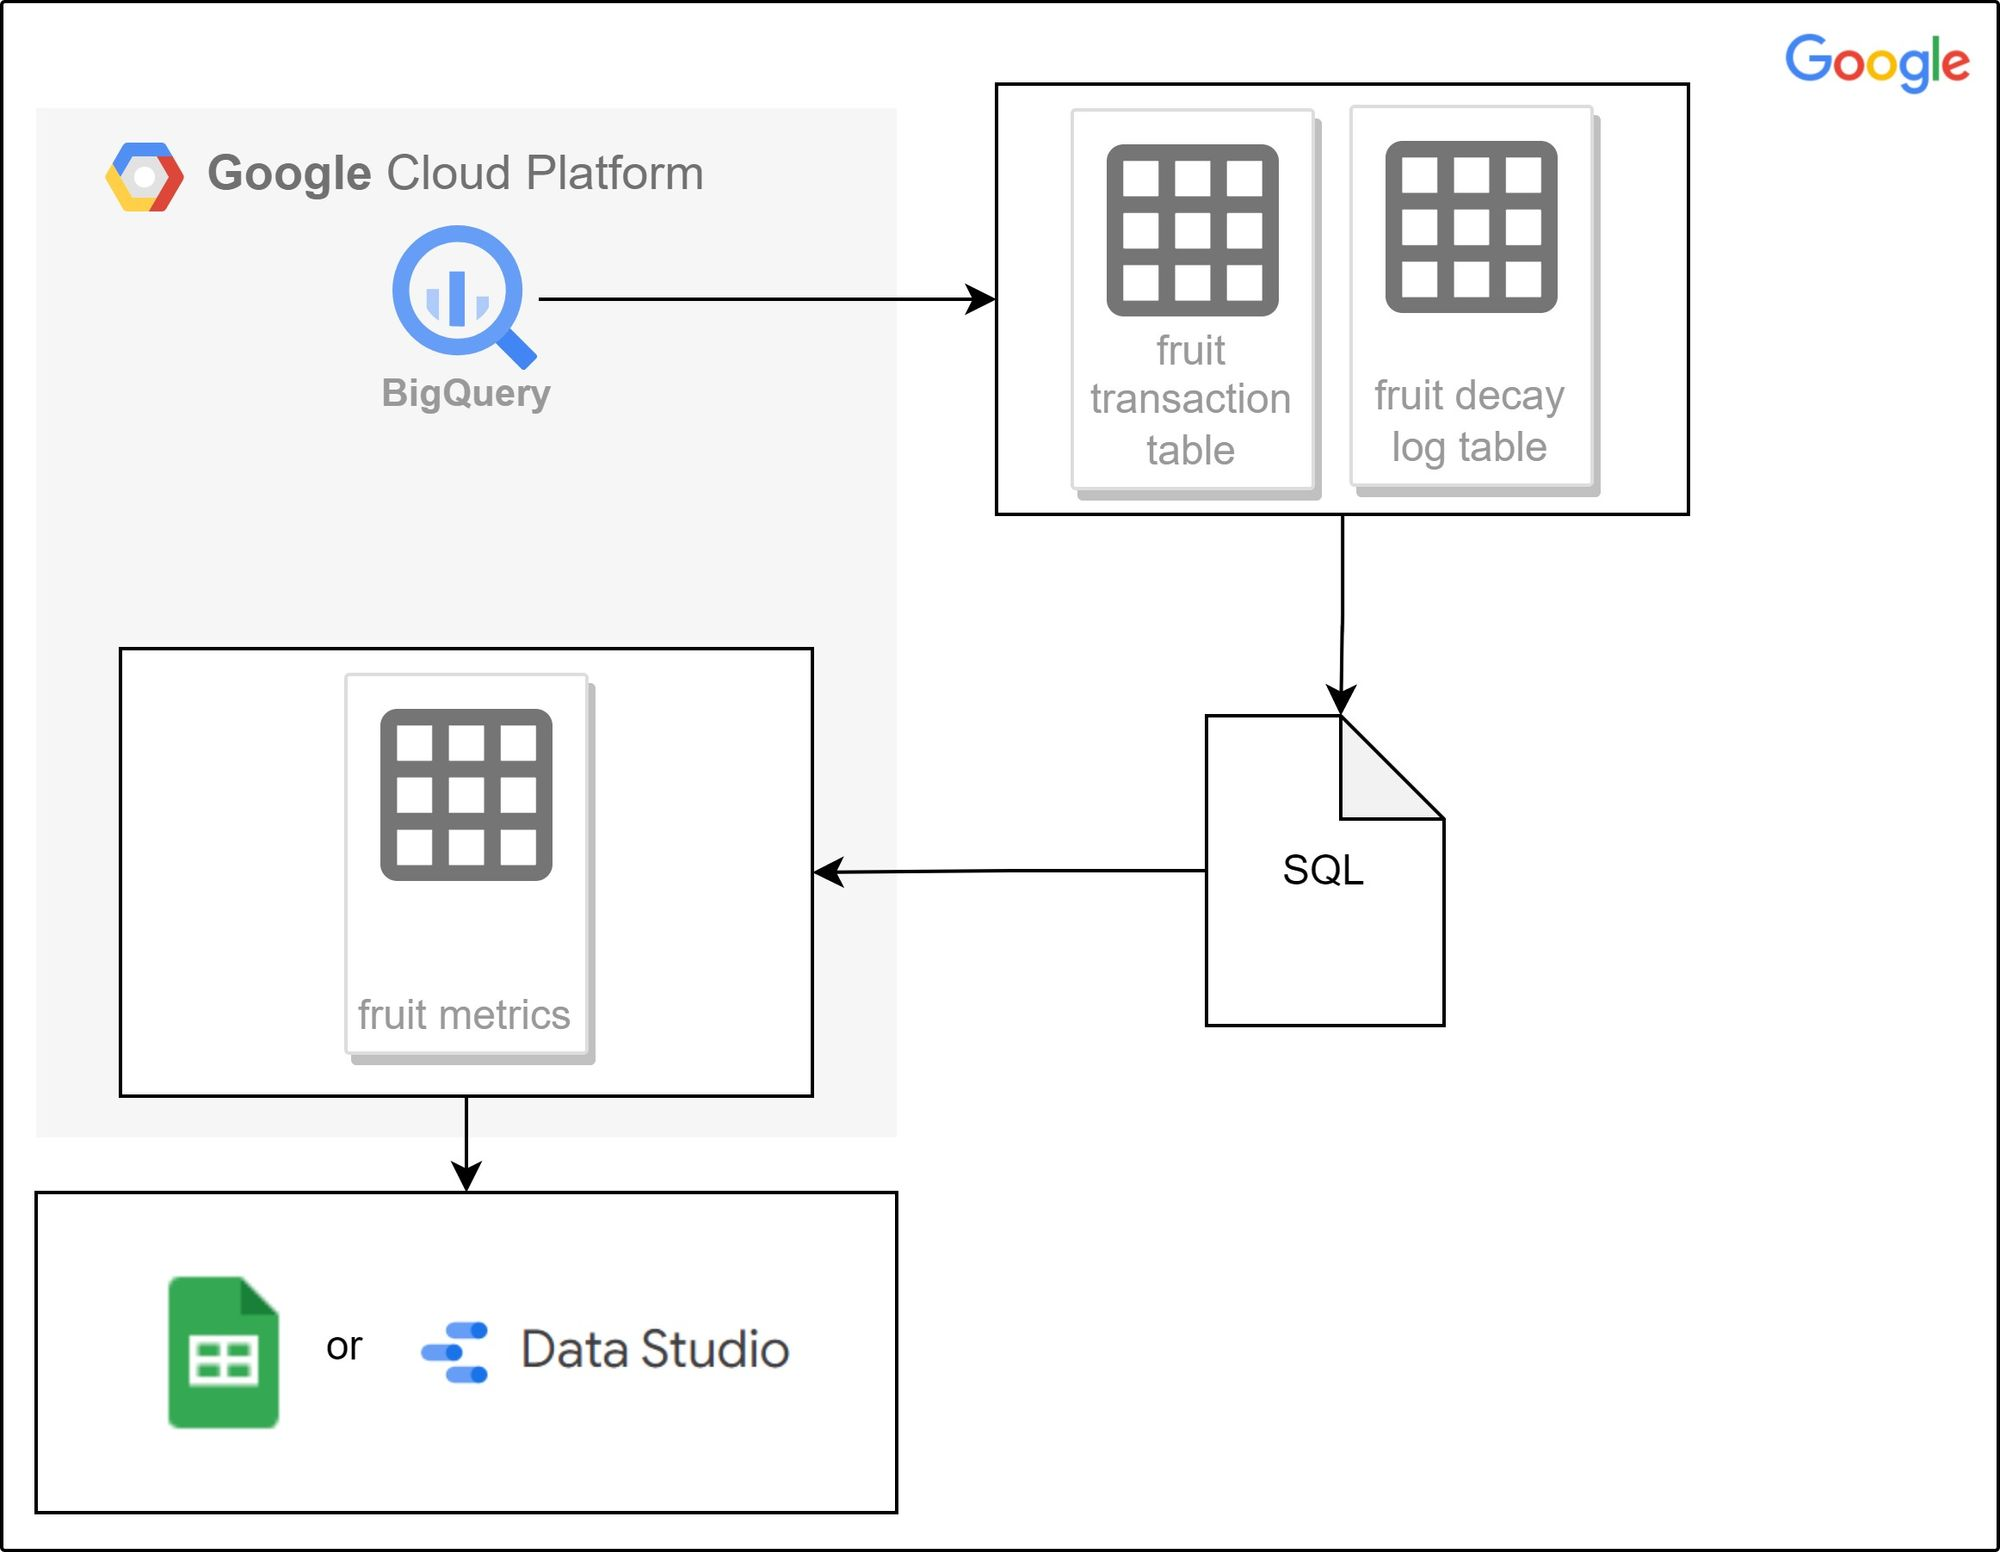 Google
Google Cloud Platform
BigQuery
fruit
transaction
table
fruit decay
log table
SQL
fruit metrics
or
Data Studio